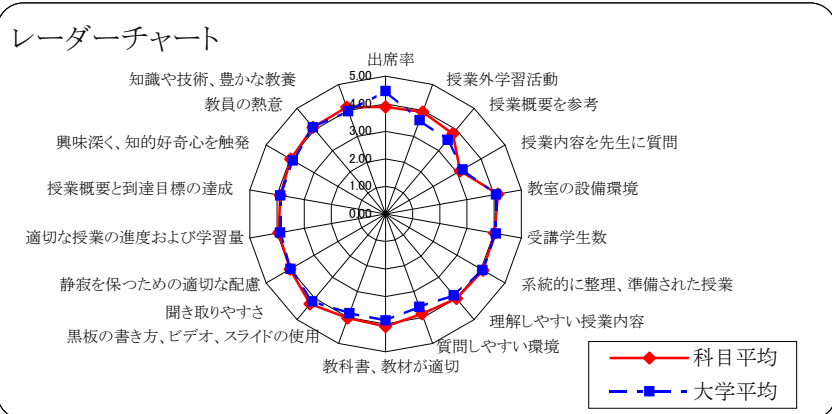 レーダーチャート
出席率
授業外学習活動
授業概要を参考
授業内容を先生に質問
教室の設備環境
受講学生数
系統的に整理、準備された授業
理解しやすい授業内容
質問しやすい環境
教科書、教材が適切
黒板の書き方、ビデオ、スライドの使用
聞き取りやすさ
静寂を保つための適切な配慮
適切な授業の進度および学習量
授業概要と到達目標の達成
興味深く、知的好奇心を触発
教員の熱意
知識や技術、豊かな教養
5.00
4.00
3.00
2.00
1.00
0.00
科目平均
大学平均